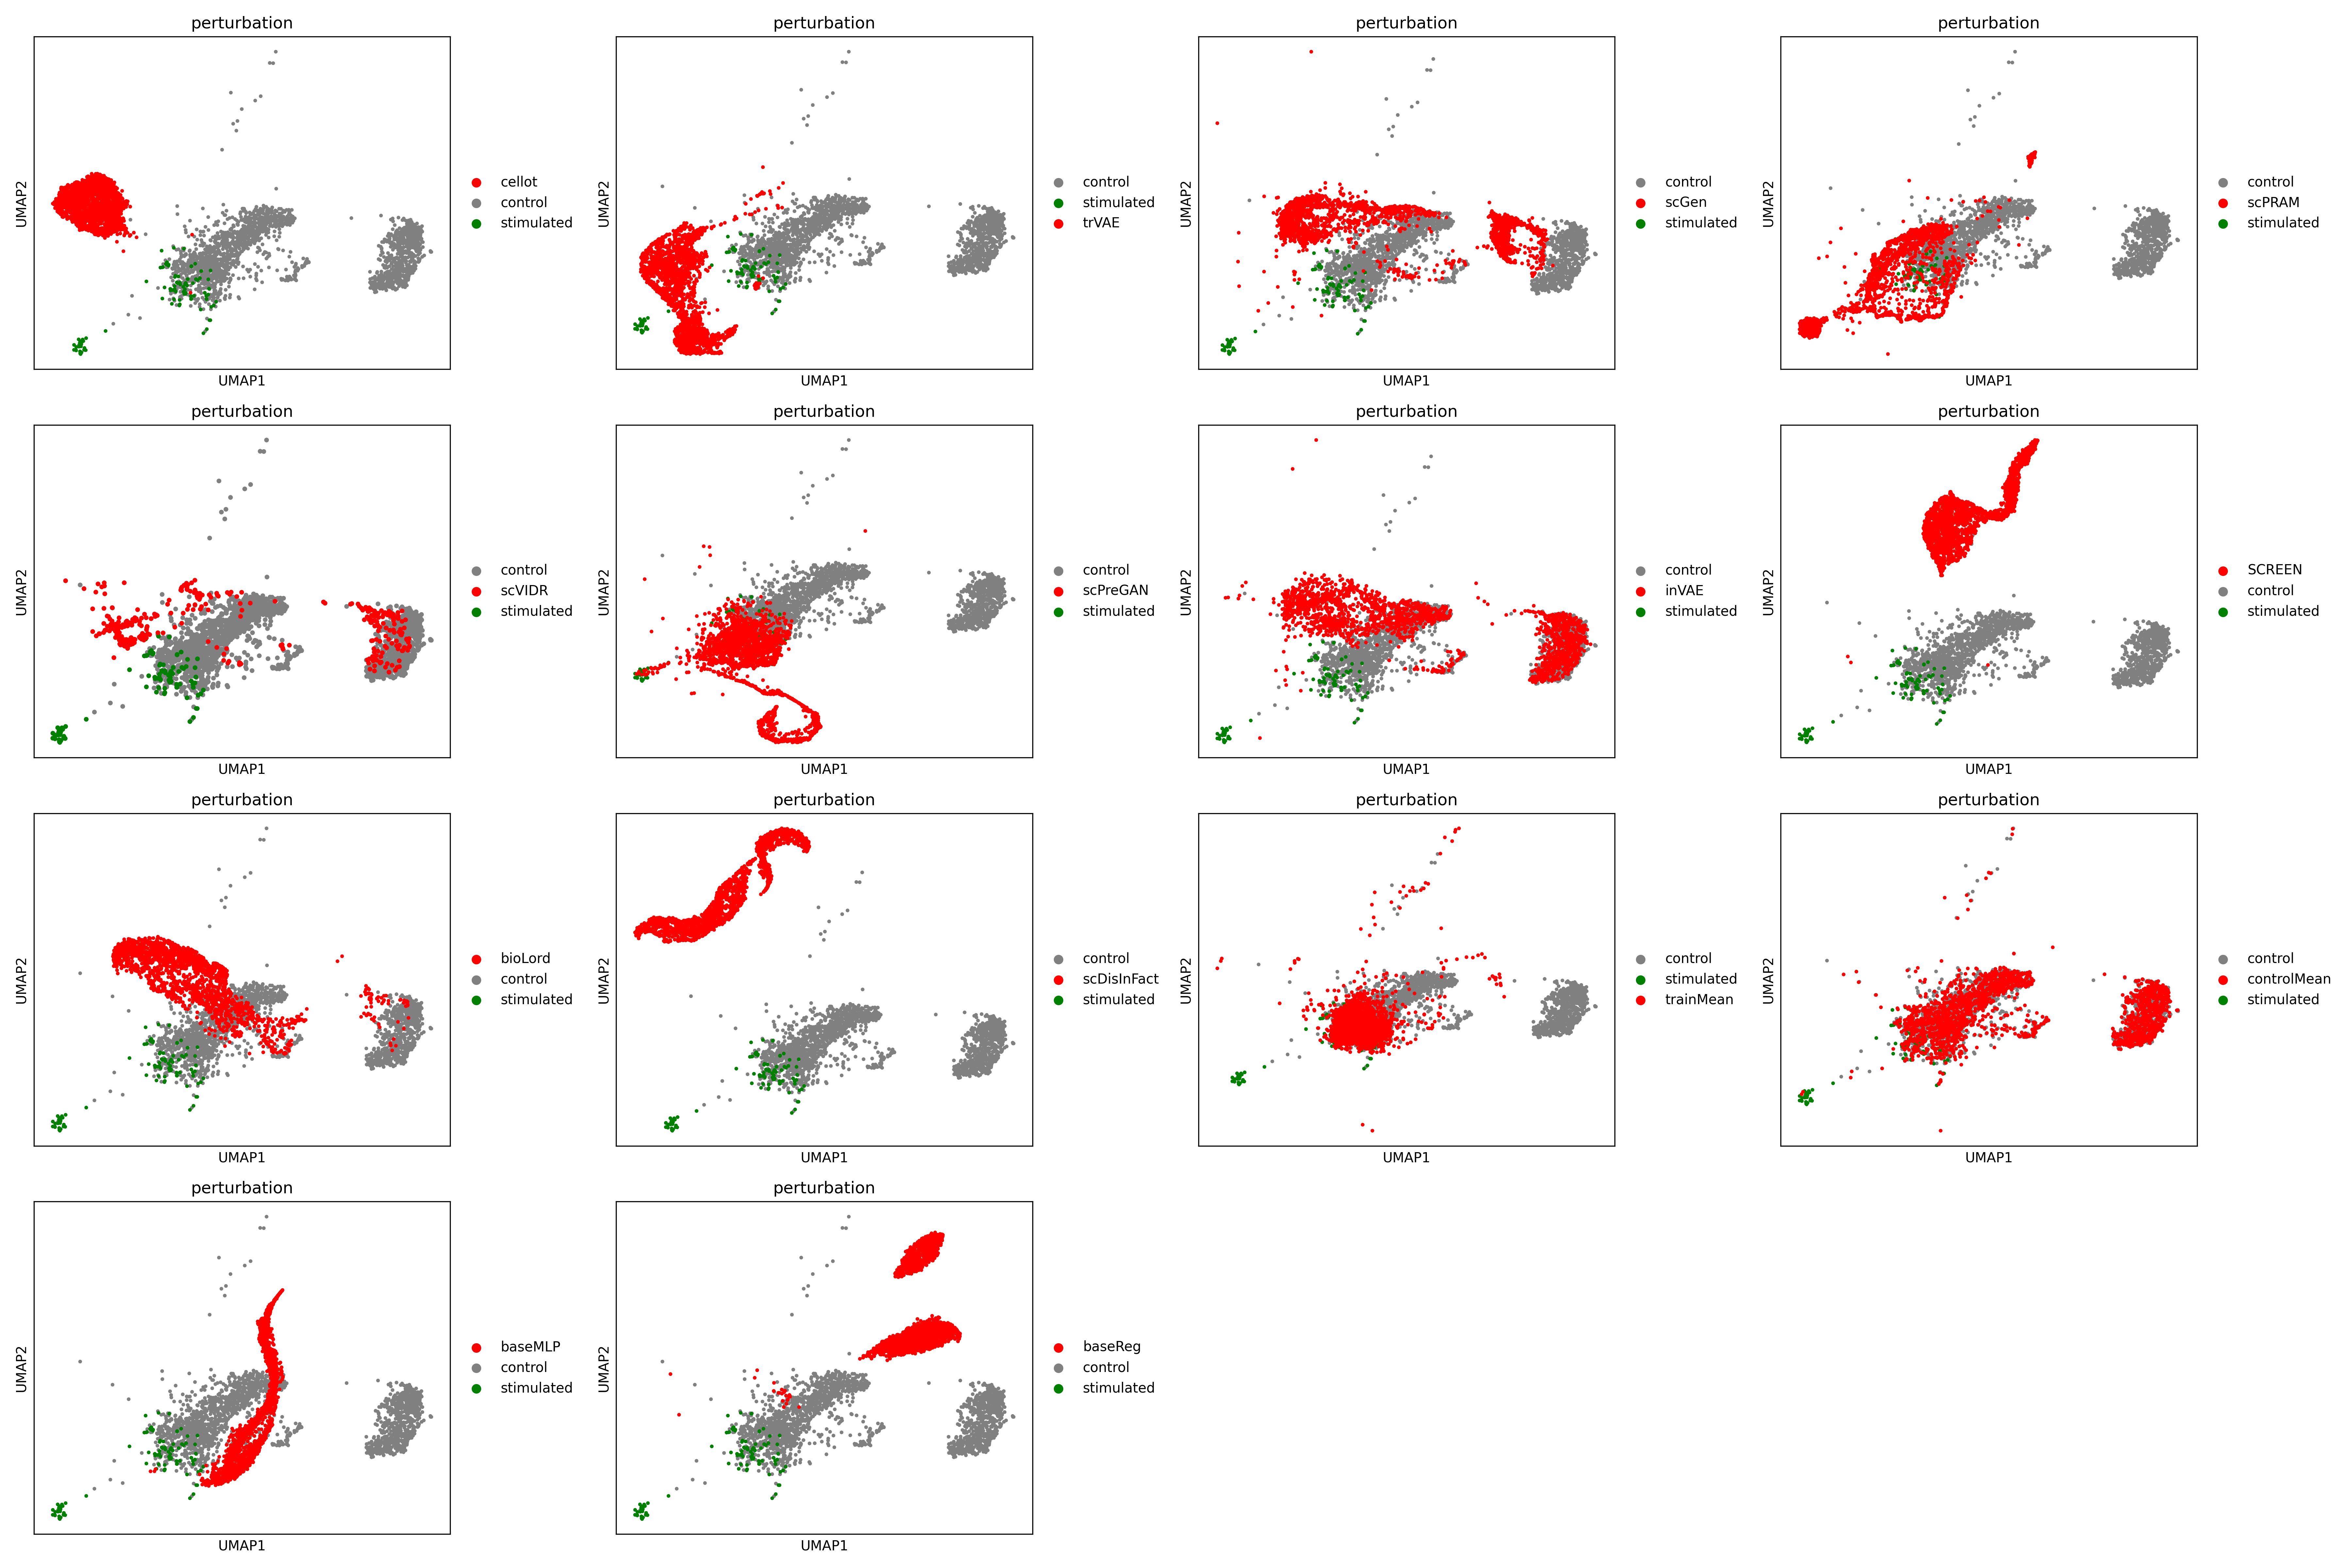 perturbation
UMAP2
UMAP1
cellot
control
stimulated
perturbation
UMAP2
UMAP1
control
stimulated
trVAE
perturbation
UMAP2
UMAP1
control
scGen
stimulated
perturbation
UMAP2
UMAP1
control
scPRAM
stimulated
perturbation
UMAP2
UMAP1
control
scVIDR
stimulated
perturbation
UMAP2
UMAP1
control
scPreGAN
stimulated
perturbation
UMAP2
UMAP1
control
inVAE
stimulated
perturbation
UMAP2
UMAP1
SCREEN
control
stimulated
perturbation
UMAP2
UMAP1
bioLord
control
stimulated
perturbation
UMAP2
UMAP1
control
scDisInFact
stimulated
perturbation
UMAP2
UMAP1
control
stimulated
trainMean
perturbation
UMAP2
UMAP1
control
controlMean
stimulated
perturbation
UMAP2
UMAP1
baseMLP
control
stimulated
perturbation
UMAP2
UMAP1
baseReg
control
stimulated